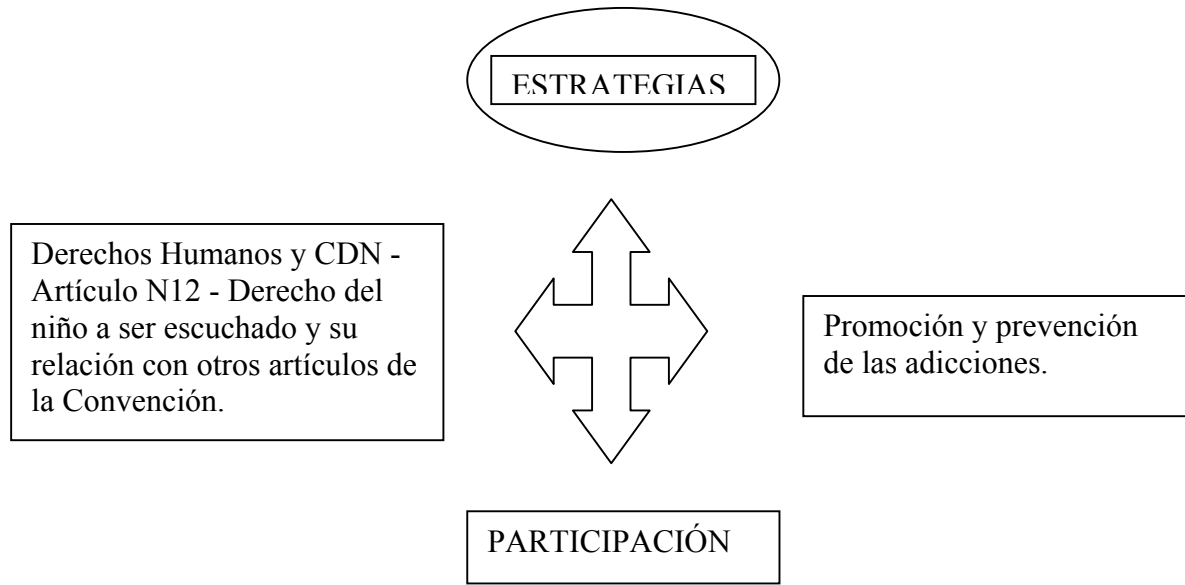 ESTRATEGIAS
Derechos Humanos y CDN -
Artículo N12 - Derecho del
niño a ser escuchado y su
relación con otros artículos de
la Convención.
Promoción y prevención
de las adicciones.
PARTICIPACIÓN